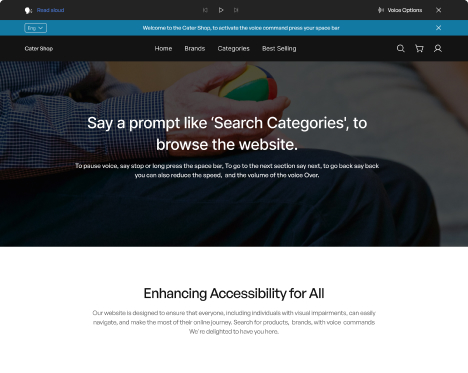 Read aloud
Voice Options
Eng
Welcome to the Cater Shop, to activate the voice command press your space bar
Cater Shop
Home Brands Categories Best Selling
Say a prompt like 'Search Categories', to
browse the website.
To pause voice, say stop or long press the space bar, To go to the next section say next, to go back say back
you can also reduce the speed, and the volume of the voice Over.
Enhancing Accessibility for All
Our website is designed to ensure that everyone, including individuals with visual impairments, can easily
navigate, and make the most of their online journey. Search for products, brands, with voice commands
We're delighted to have you here.